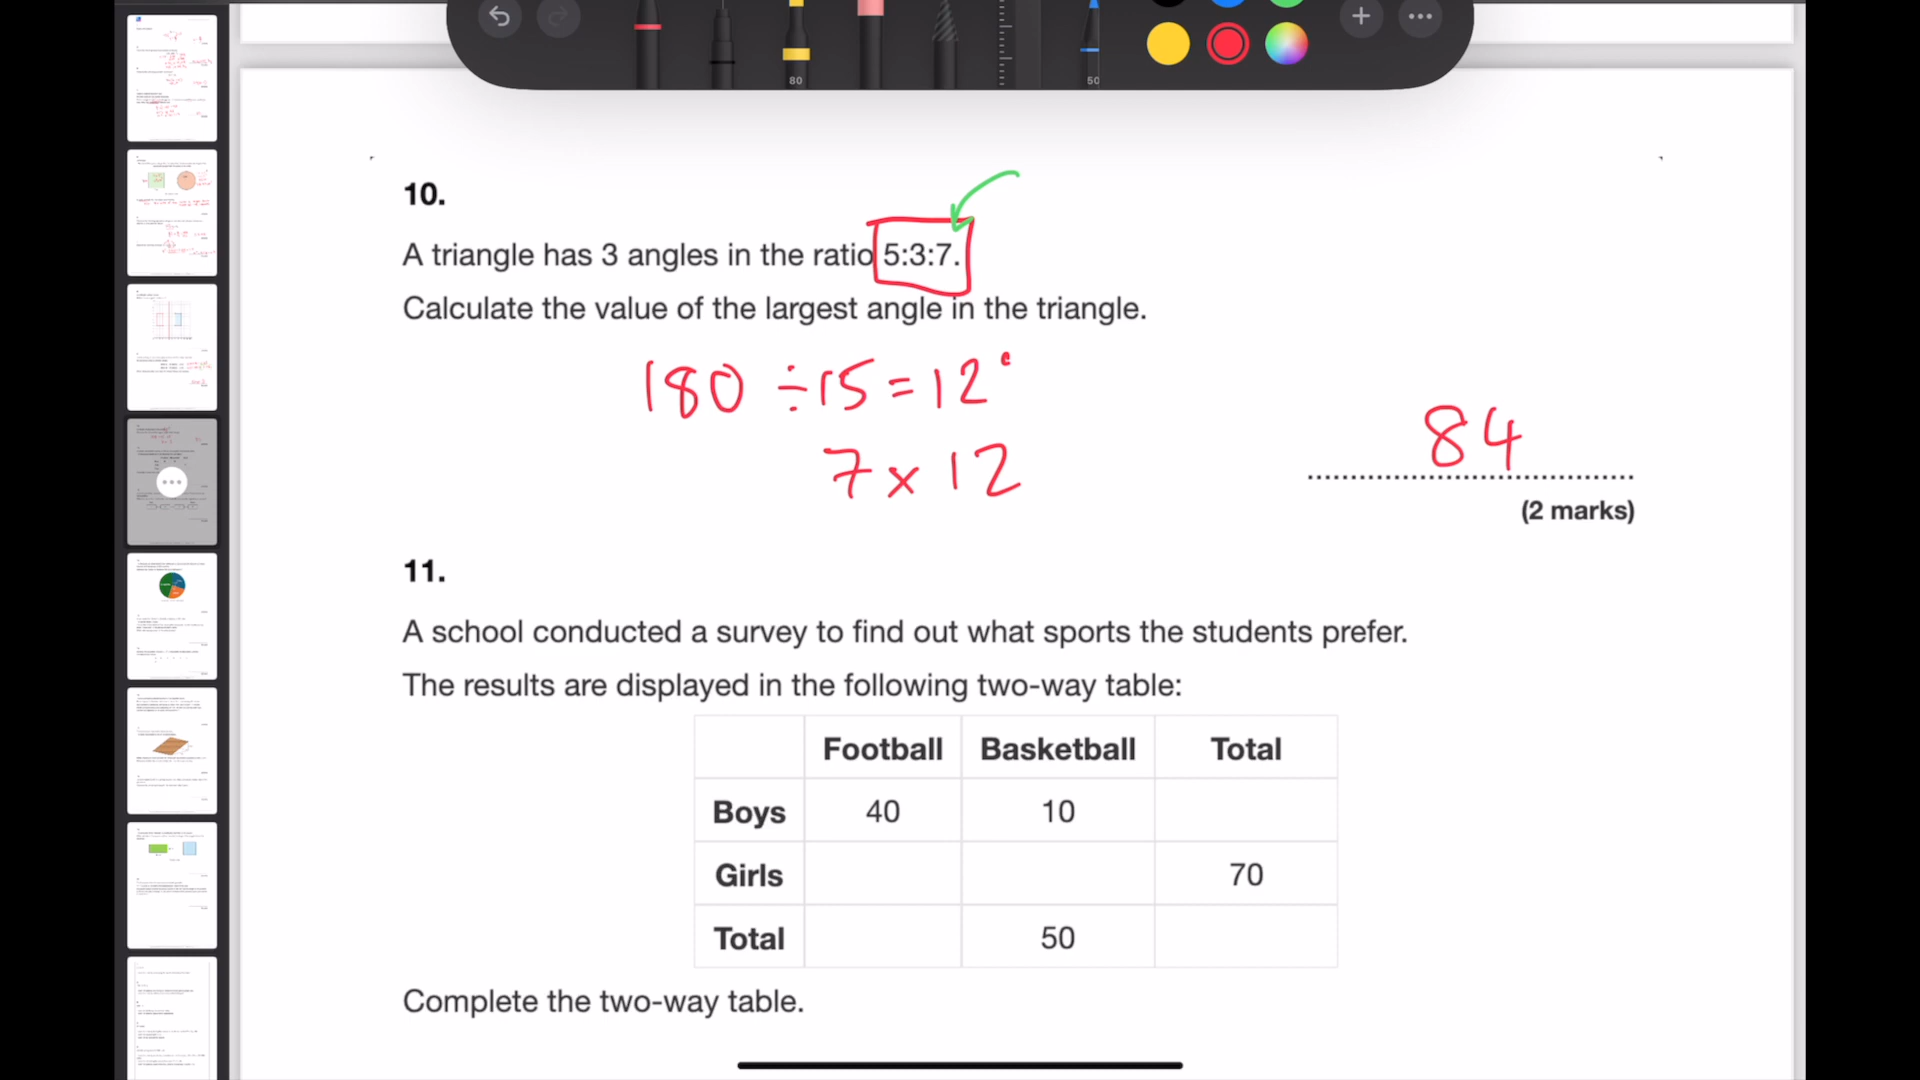 80
50
10.
A triangle has 3 angles in the ratio 5:3:7.
Calculate the value of the largest angle in the triangle.
180 ÷ 15 = 12°
7 × 12
84
(2 marks)
11.
A school conducted a survey to find out what sports the students prefer.
The results are displayed in the following two-way table:
Football Basketball Total
Boys 40 10
Girls 70
Total 50
Complete the two-way table.